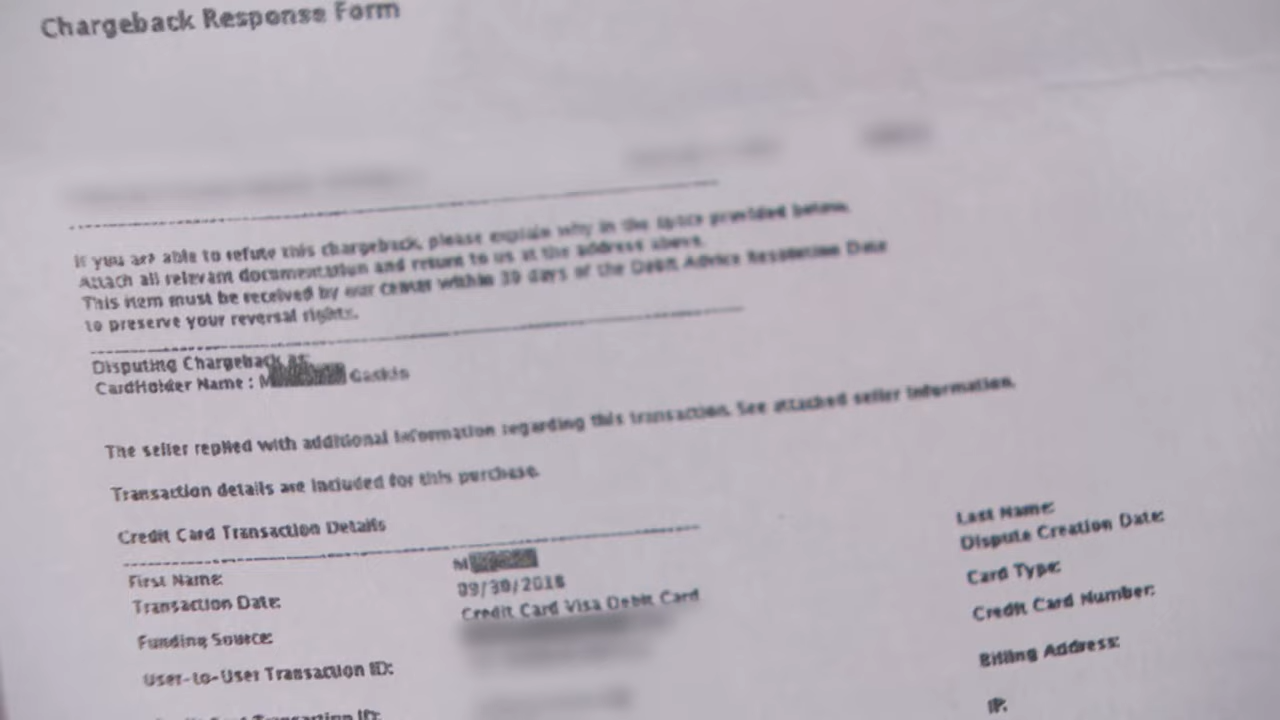 Chargeback Response Form
If you are able to refute this chargeback, please explain why in the space provided below.
Attach all relevant documentation and return to us at the address above.
This item must be received by our center within 30 days of the Debit Advice Resolution Date
to preserve your reversal rights.
Disputing Chargeback as:
CardHolder Name : M Gaskin
The seller replied with additional information regarding this transaction. See attached seller information.
Transaction details are included for this purchase.
Credit Card Transaction Details
First Name: M
Last Name:
Transaction Date: 09/30/2018
Dispute Creation Date:
Funding Source: Credit Card Visa Debit Card
Card Type:
User-to-User Transaction ID:
Credit Card Number:
Transaction ID:
Billing Address:
IP: